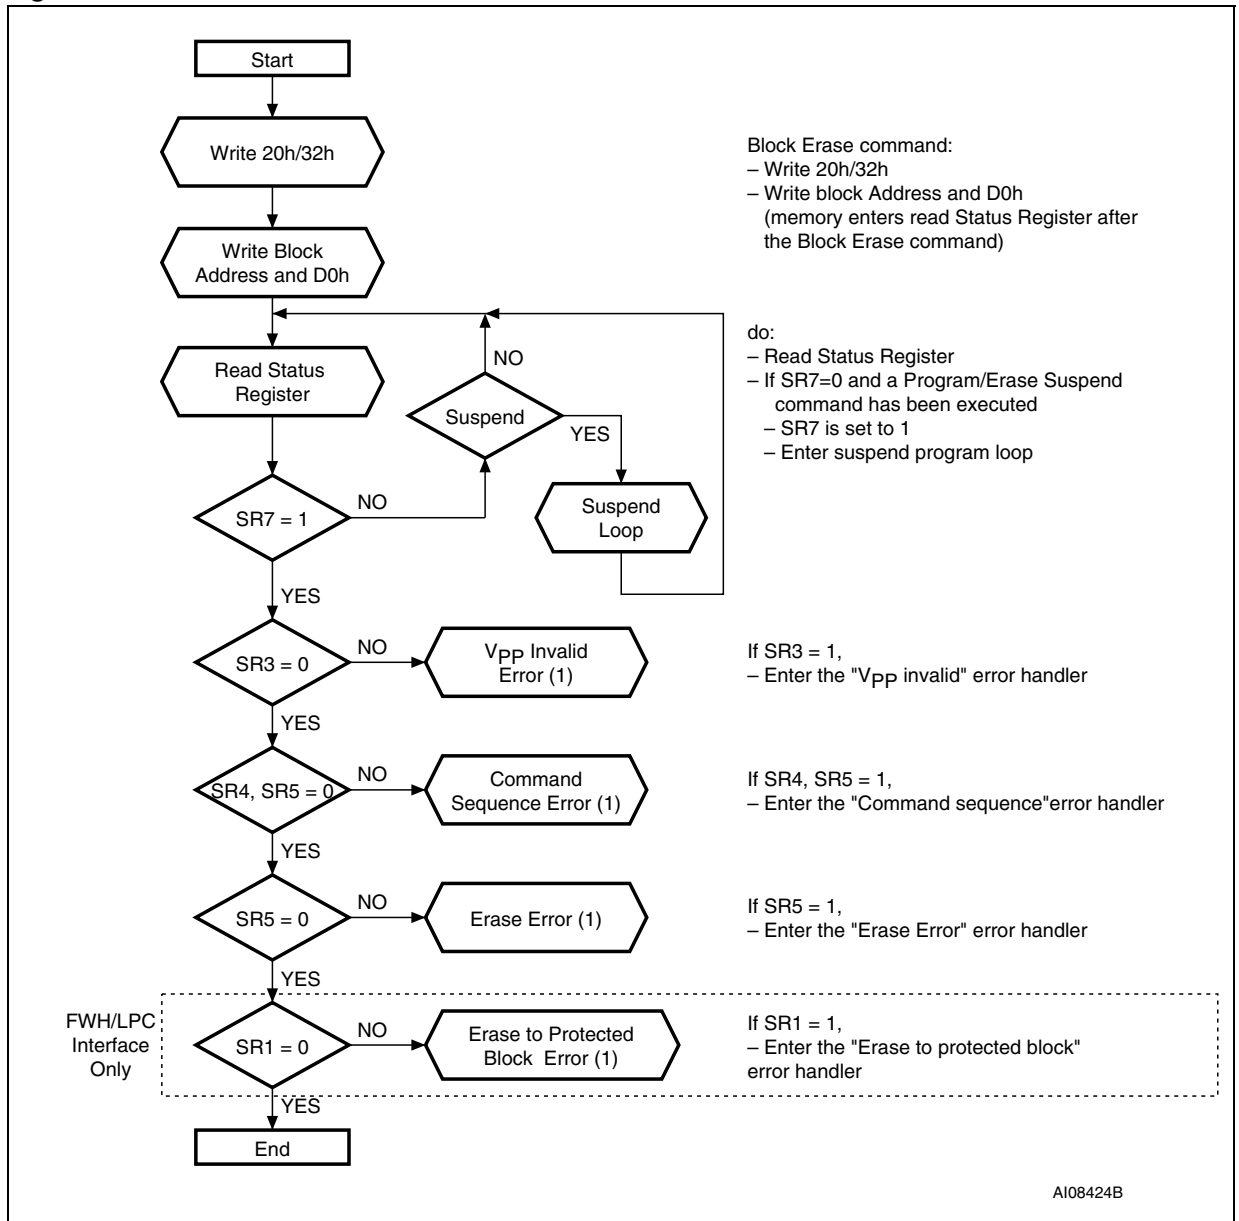 Start
Write 20h/32h
Block Erase command:
– Write 20h/32h
– Write block Address and D0h
(memory enters read Status Register after
the Block Erase command)
Write Block
Address and D0h
do:
– Read Status Register
– If SR7=0 and a Program/Erase Suspend
command has been executed
– SR7 is set to 1
– Enter suspend program loop
Read Status
Register
NO
Suspend
YES
Suspend
Loop
SR7 = 1
NO
YES
SR3 = 0
NO
VPP Invalid
Error (1)
If SR3 = 1,
– Enter the "VPP invalid" error handler
YES
SR4, SR5 = 0
NO
Command
Sequence Error (1)
If SR4, SR5 = 1,
– Enter the "Command sequence"error handler
YES
SR5 = 0
NO
Erase Error (1)
If SR5 = 1,
– Enter the "Erase Error" error handler
YES
FWH/LPC
Interface
Only
SR1 = 0
NO
Erase to Protected
Block Error (1)
If SR1 = 1,
– Enter the "Erase to protected block"
error handler
YES
End
AI08424B